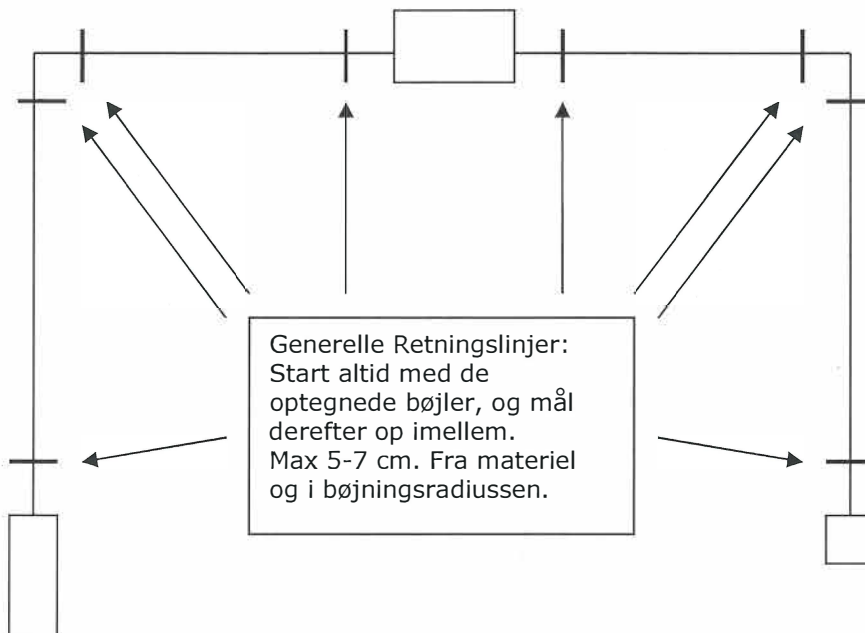 Generelle Retningslinjer:
Start altid med de
optegnede bøjler, og mål
derefter op imellem.
Max 5-7 cm. Fra materiel
og i bøjningsradiussen.